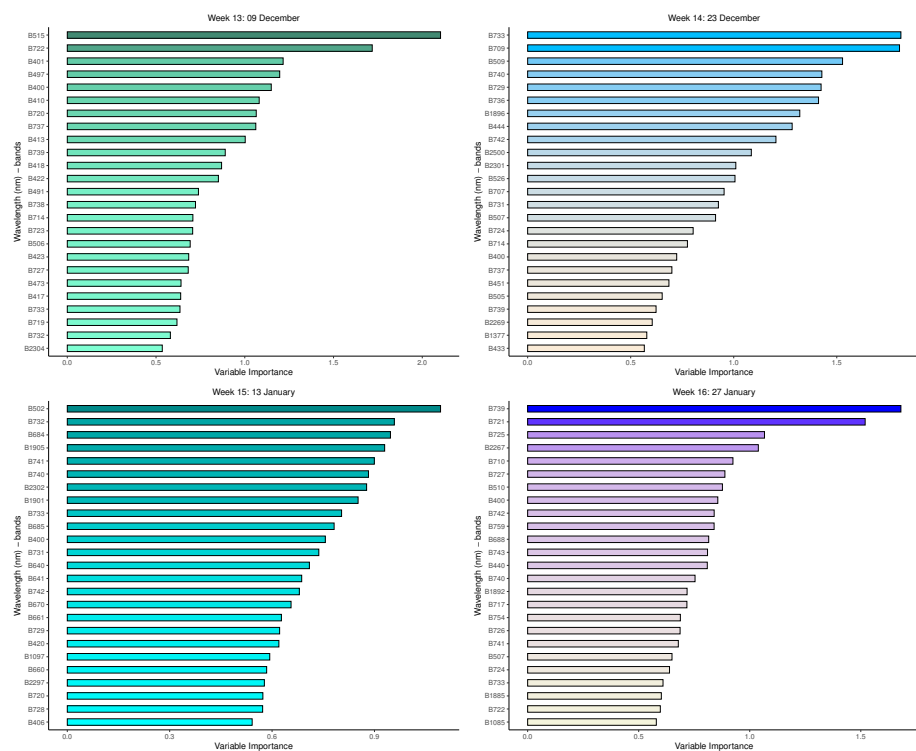 Week 13: 09 December
Wavelength (nm) – bands
B515
B722
B401
B497
B400
B410
B720
B737
B413
B739
B418
B422
B491
B738
B714
B723
B506
B423
B727
B473
B417
B733
B719
B732
B2304
0.0 0.5 1.0 1.5 2.0
Variable Importance
Week 14: 23 December
Wavelength (nm) – bands
B733
B709
B509
B740
B729
B736
B1896
B444
B742
B2500
B2301
B526
B707
B731
B507
B724
B714
B400
B737
B451
B505
B739
B2269
B1377
B433
0.0 0.5 1.0 1.5
Variable Importance
Week 15: 13 January
Wavelength (nm) – bands
B502
B732
B684
B1905
B741
B740
B2302
B1901
B733
B685
B400
B731
B640
B641
B742
B670
B661
B729
B420
B1097
B660
B2297
B720
B728
B406
0.0 0.3 0.6 0.9
Variable Importance
Week 16: 27 January
Wavelength (nm) – bands
B739
B721
B725
B2267
B710
B727
B510
B400
B742
B759
B688
B743
B440
B740
B1892
B717
B754
B726
B741
B507
B724
B733
B1885
B722
B1085
0.0 0.5 1.0 1.5
Variable Importance